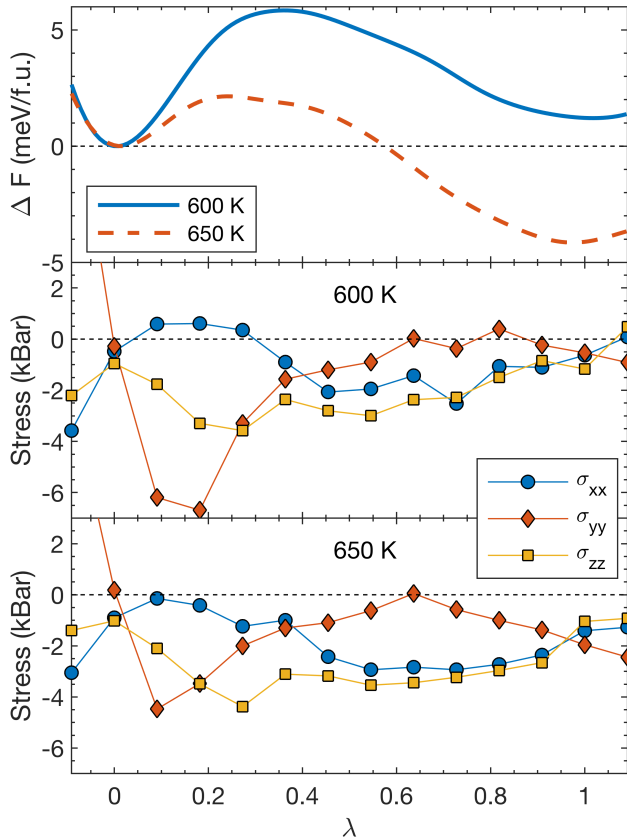 5
0
-5
Δ F (meV/f.u.)
600 K
650 K
600 K
2
0
-2
-4
-6
Stress (kBar)
σxx
σyy
σzz
650 K
2
0
-2
-4
-6
Stress (kBar)
0 0.2 0.4 0.6 0.8 1
λ